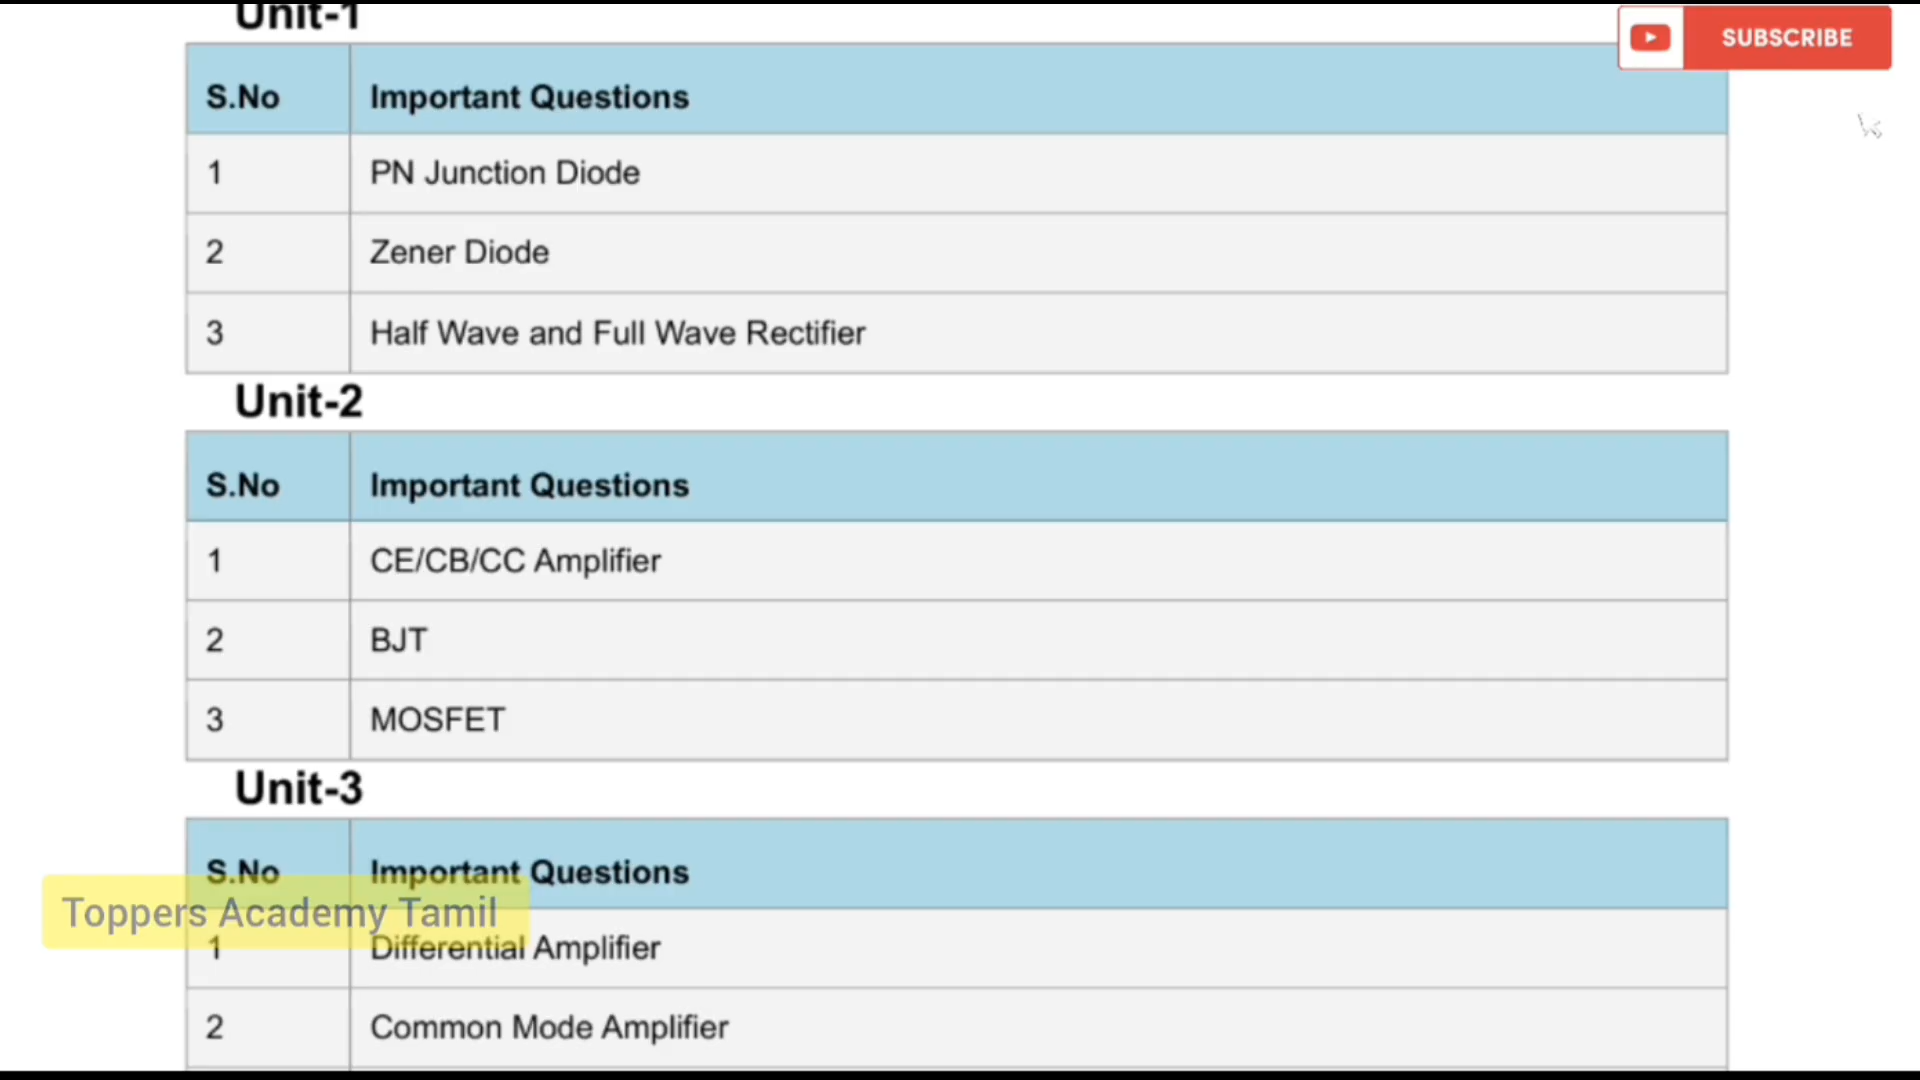 Unit-1
SUBSCRIBE
S.No Important Questions
1 PN Junction Diode
2 Zener Diode
3 Half Wave and Full Wave Rectifier
Unit-2
S.No Important Questions
1 CE/CB/CC Amplifier
2 BJT
3 MOSFET
Unit-3
S.No Important Questions
Toppers Academy Tamil
1 Differential Amplifier
2 Common Mode Amplifier